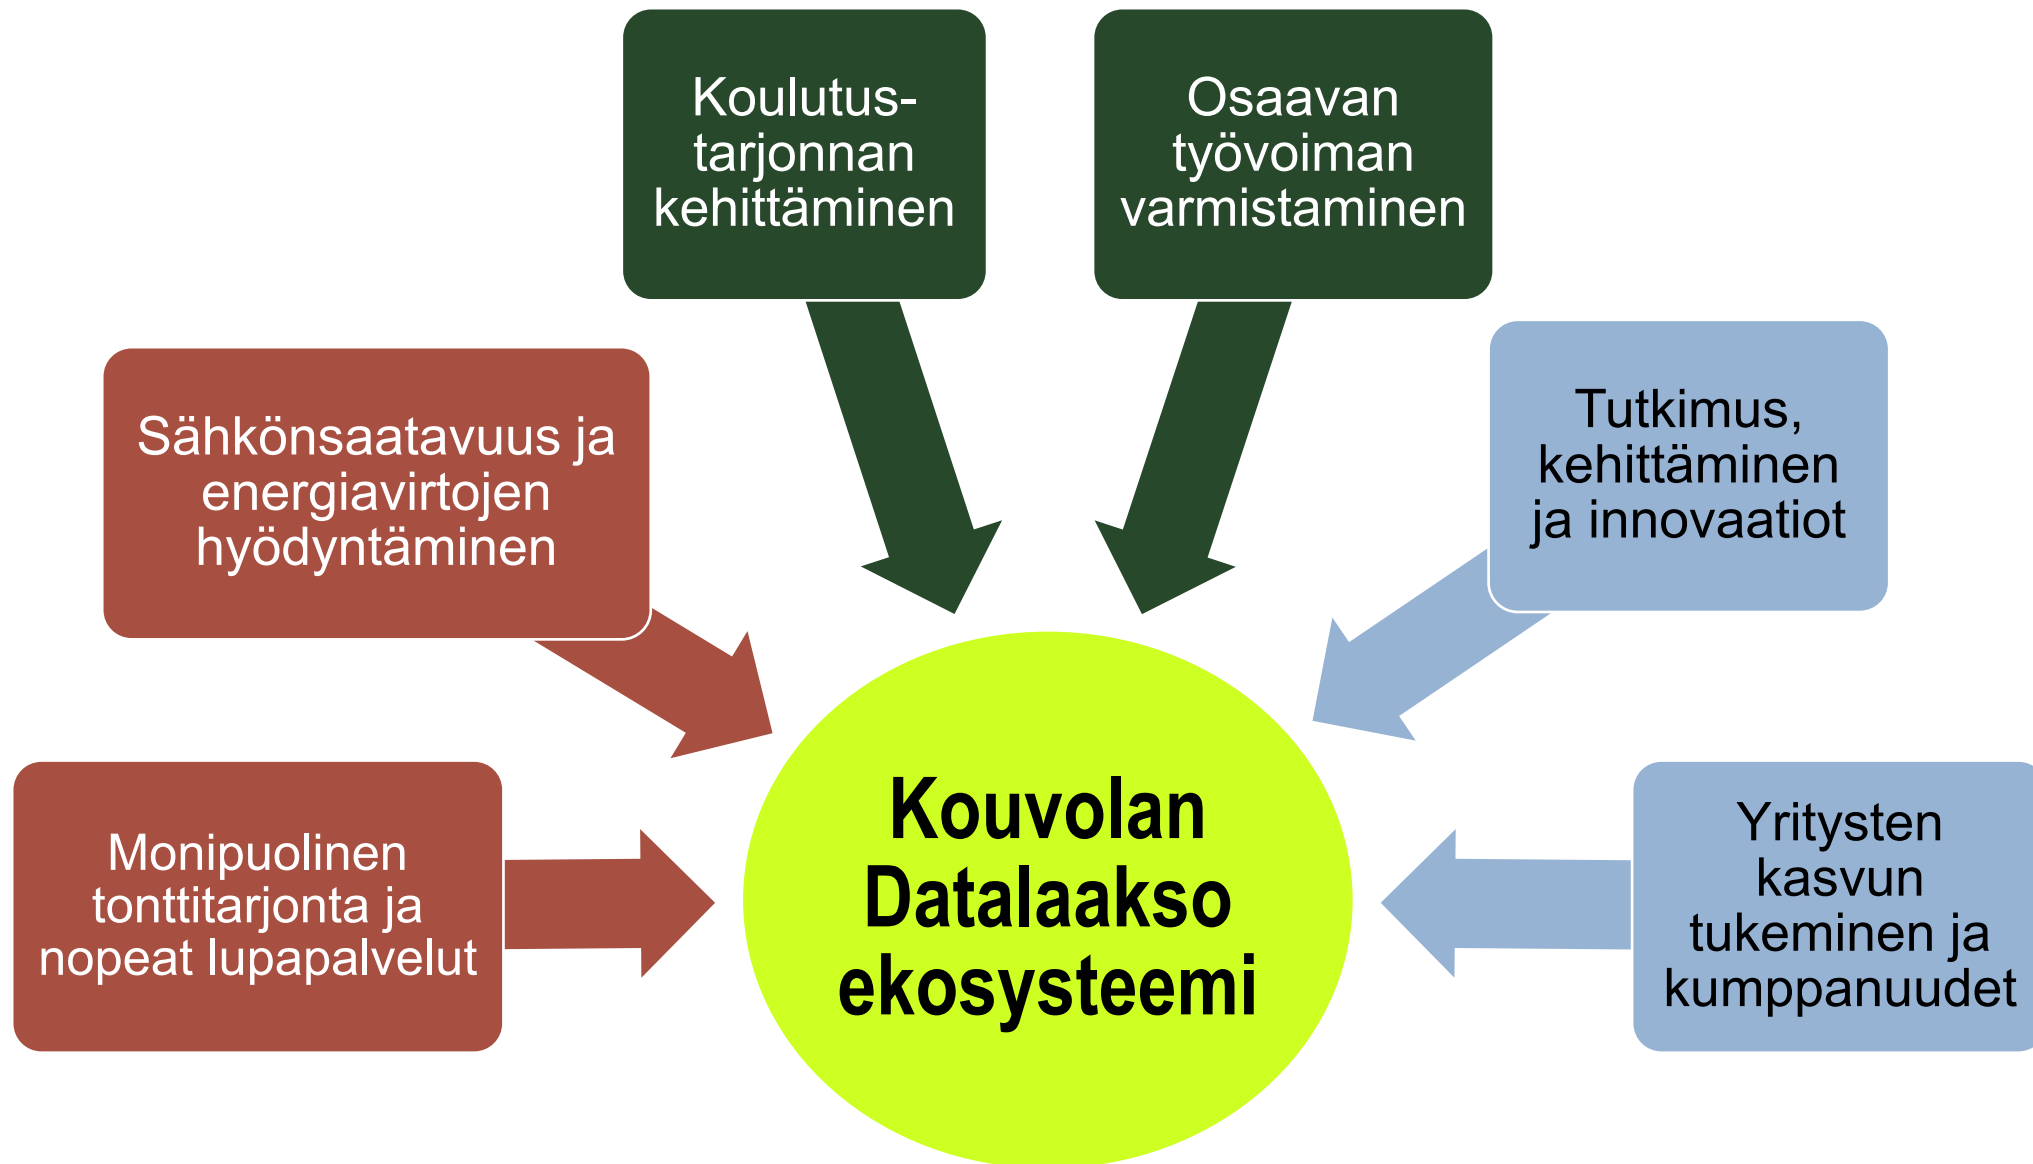 Koulutus-
tarjonnan
kehittäminen
Osaavan
työvoiman
varmistaminen
Sähkönsaatavuus ja
energiavirtojen
hyödyntäminen
Tutkimus,
kehittäminen
ja innovaatiot
Monipuolinen
tonttitarjonta ja
nopeat lupapalvelut
Kouvolan
Datalaakso
ekosysteemi
Yritysten
kasvun
tukeminen ja
kumppanuudet